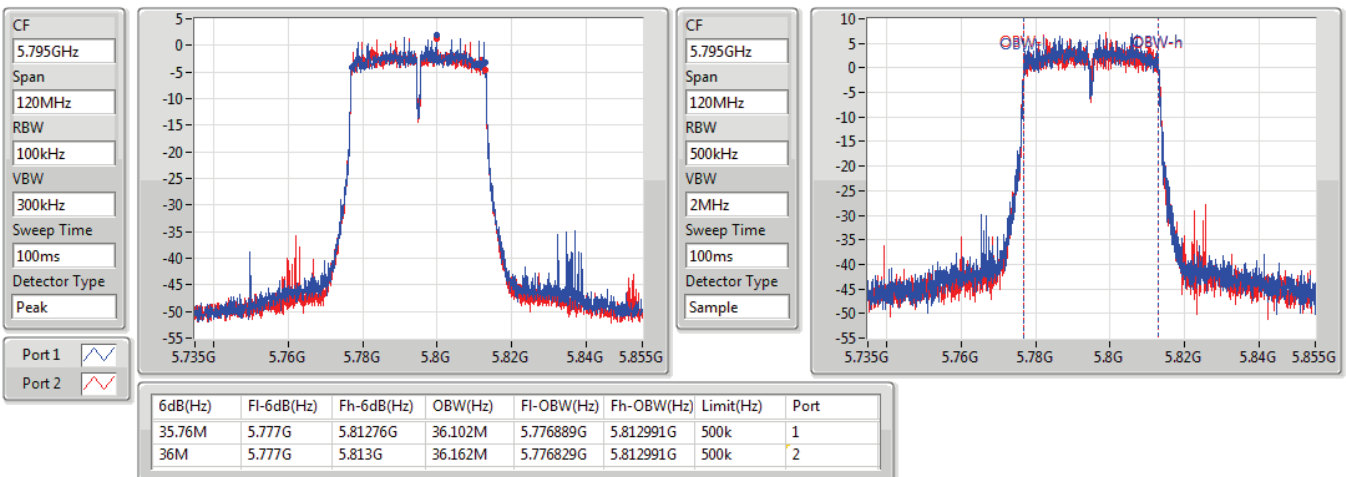 CF
5.795GHz
Span
120MHz
RBW
100kHz
VBW
300kHz
Sweep Time
100ms
Detector Type
Peak
Port 1
Port 2
5
0
-5
-10
-15
-20
-25
-30
-35
-40
-45
-50
-55
5.735G 5.76G 5.78G 5.8G 5.82G 5.84G 5.855G
CF
5.795GHz
Span
120MHz
RBW
500kHz
VBW
2MHz
Sweep Time
100ms
Detector Type
Sample
10
5
0
-5
-10
-15
-20
-25
-30
-35
-40
-45
-50
-55
OBW-l OBW-h
5.735G 5.76G 5.78G 5.8G 5.82G 5.84G 5.855G
6dB(Hz) Fl-6dB(Hz) Fh-6dB(Hz) OBW(Hz) Fl-OBW(Hz) Fh-OBW(Hz) Limit(Hz) Port
35.76M 5.777G 5.81276G 36.102M 5.776889G 5.812991G 500k 1
36M 5.777G 5.813G 36.162M 5.776829G 5.812991G 500k 2